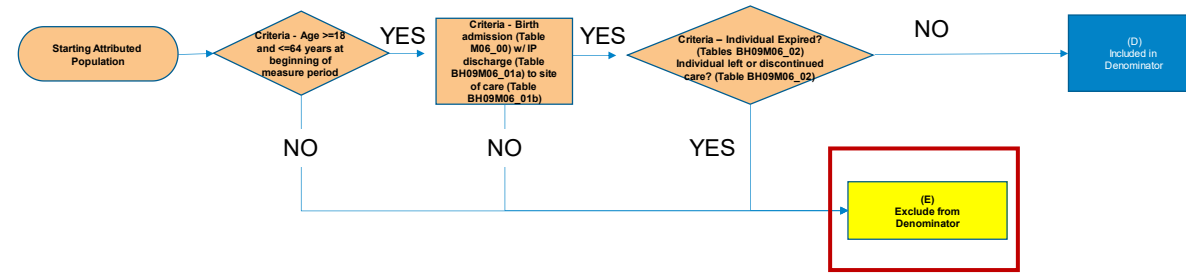 Starting Attributed
Population
Criteria - Age >=18
and <=64 years at
beginning of
measure period
YES
Criteria - Birth
admission (Table
M06_00) w/ IP
discharge (Table
BH09M06_01a) to site
of care (Table
BH09M06_01b)
YES
Criteria – Individual Expired?
(Tables BH09M06_02)
Individual left or discontinued
care? (Table BH09M06_02)
NO
(D)
Included in
Denominator
NO
NO
YES
(E)
Exclude from
Denominator